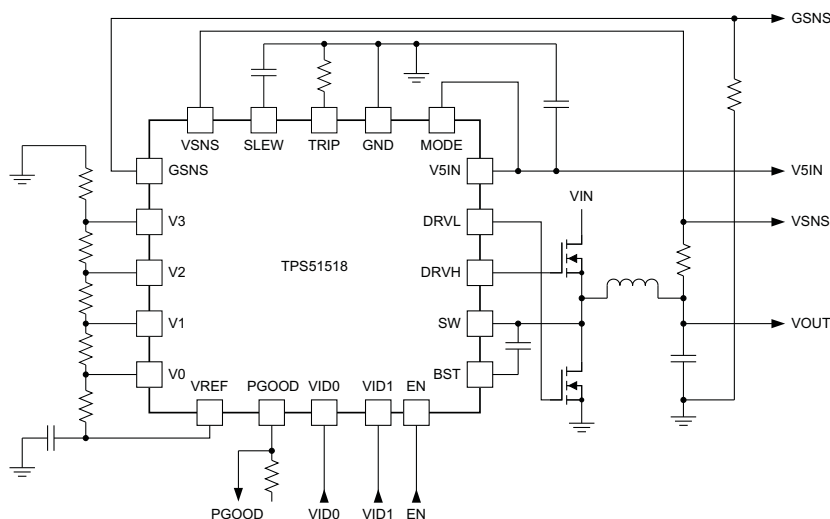 GSNS
VSNS SLEW TRIP GND MODE
GSNS V5IN V5IN
VIN
V3 DRVL VSNS
V2 TPS51518 DRVH
V1 SW VOUT
V0 BST
VREF PGOOD VID0 VID1 EN
PGOOD VID0 VID1 EN